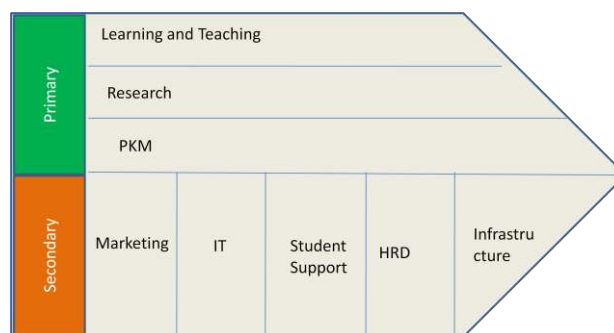 Primary
Learning and Teaching
Research
PKM
Secondary
Marketing
IT
Student
Support
HRD
Infrastru
cture